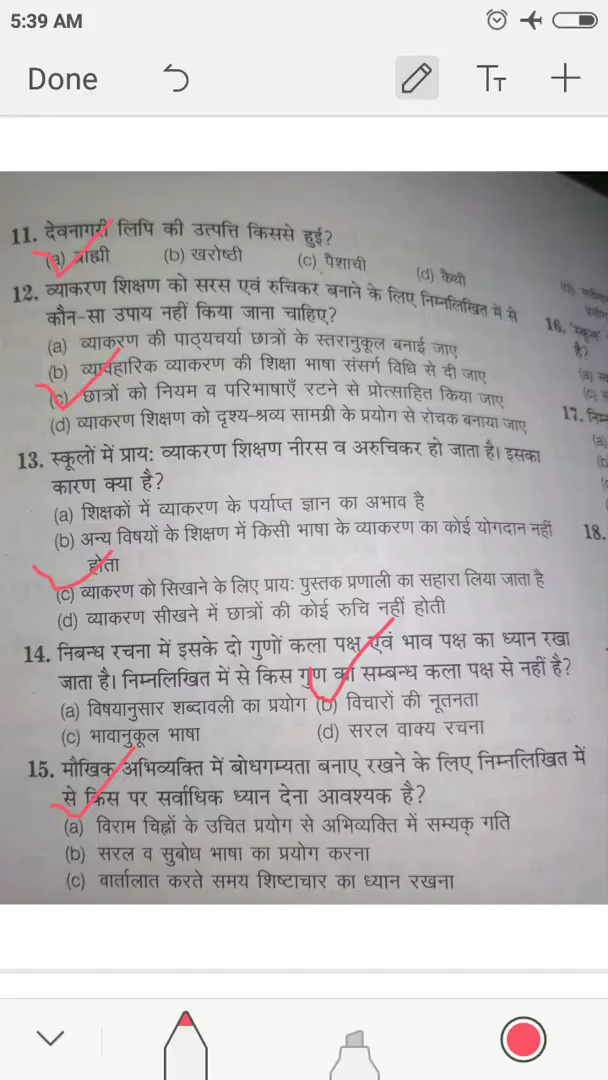 5:39 AM
Done
TT
11. देवनागरी लिपि की उत्पत्ति किससे हुई?
(a) ब्राह्मी (b) खरोष्ठी (c) पैशाची (d) कैथी
12. व्याकरण शिक्षण को सरस एवं रुचिकर बनाने के लिए निम्नलिखित में से
कौन-सा उपाय नहीं किया जाना चाहिए?
(a) व्याकरण की पाठ्यचर्या छात्रों के स्तरानुकूल बनाई जाए
(b) व्यावहारिक व्याकरण की शिक्षा भाषा संसर्ग विधि से दी जाए
(c) छात्रों को नियम व परिभाषाएँ रटने से प्रोत्साहित किया जाए
(d) व्याकरण शिक्षण को दृश्य-श्रव्य सामग्री के प्रयोग से रोचक बनाया जाए
13. स्कूलों में प्रायः व्याकरण शिक्षण नीरस व अरुचिकर हो जाता है। इसका
कारण क्या है?
(a) शिक्षकों में व्याकरण के पर्याप्त ज्ञान का अभाव है
(b) अन्य विषयों के शिक्षण में किसी भाषा के व्याकरण का कोई योगदान नहीं
होता
(c) व्याकरण को सिखाने के लिए प्रायः पुस्तक प्रणाली का सहारा लिया जाता है
(d) व्याकरण सीखने में छात्रों की कोई रुचि नहीं होती
14. निबन्ध रचना में इसके दो गुणों कला पक्ष एवं भाव पक्ष का ध्यान रखा
जाता है। निम्नलिखित में से किस गुण का सम्बन्ध कला पक्ष से नहीं है?
(a) विषयानुसार शब्दावली का प्रयोग (b) विचारों की नूतनता
(c) भावानुकूल भाषा (d) सरल वाक्य रचना
15. मौखिक अभिव्यक्ति में बोधगम्यता बनाए रखने के लिए निम्नलिखित में
से किस पर सर्वाधिक ध्यान देना आवश्यक है?
(a) विराम चिह्नों के उचित प्रयोग से अभिव्यक्ति में सम्यक् गति
(b) सरल व सुबोध भाषा का प्रयोग करना
(c) वार्तालात करते समय शिष्टाचार का ध्यान रखना
16. 'स्कूल'
है?
17. निम्न
(a)
18.